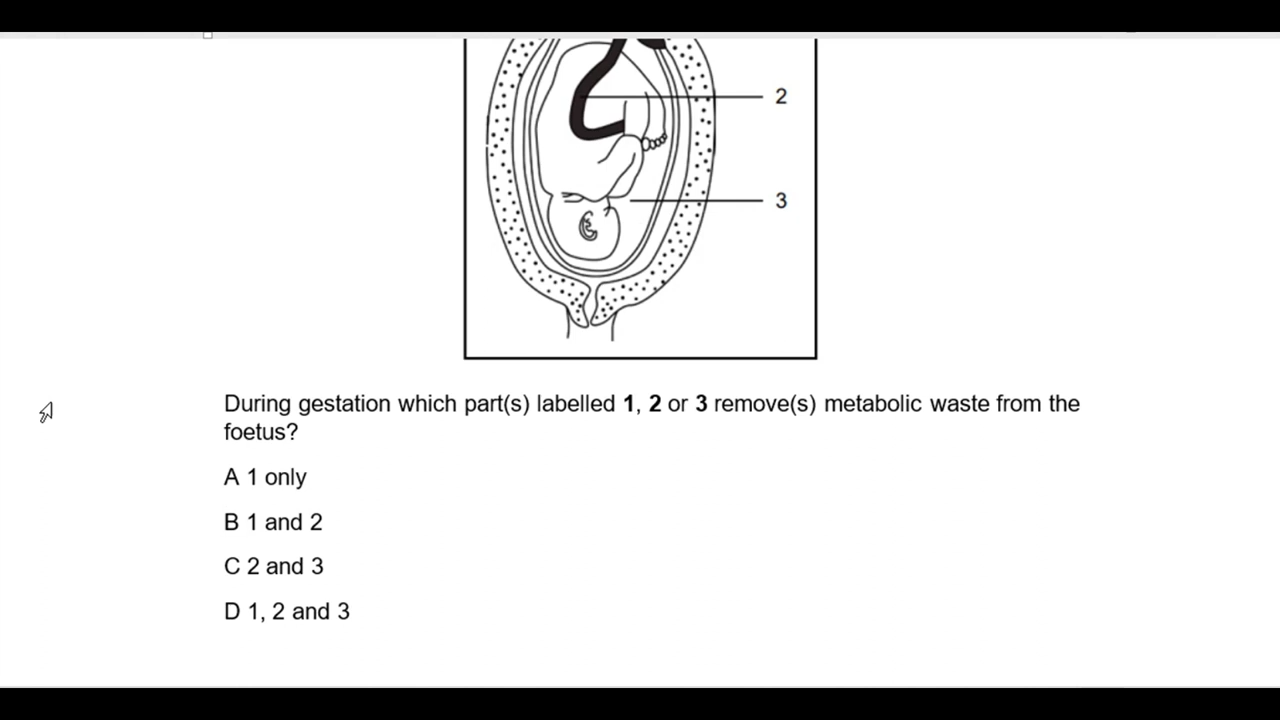 2
3
During gestation which part(s) labelled 1, 2 or 3 remove(s) metabolic waste from the
foetus?
A 1 only
B 1 and 2
C 2 and 3
D 1, 2 and 3